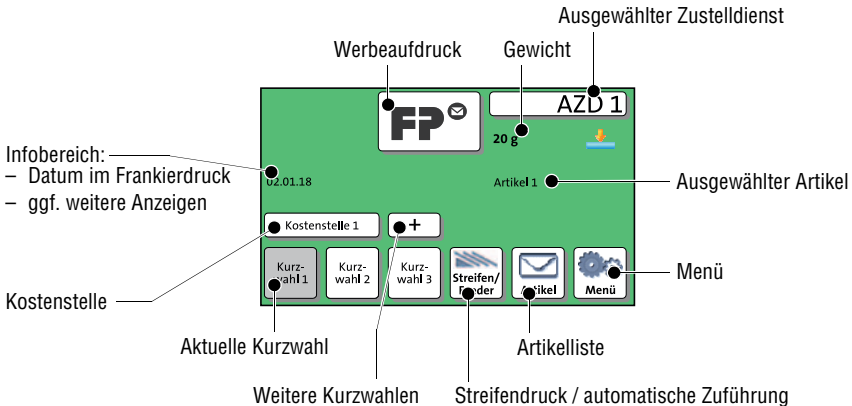 Ausgewählter Zustelldienst
Werbeaufdruck
Gewicht
FP
AZD 1
20 g
Infobereich:
– Datum im Frankierdruck
– ggf. weitere Anzeigen
02.01.18
Artikel 1
Ausgewählter Artikel
Kostenstelle 1
+
Kurz-
wahl 1
Kurz-
wahl 2
Kurz-
wahl 3
Streifen/
Feeder
Artikel
Menü
Menü
Kostenstelle
Aktuelle Kurzwahl
Artikelliste
Weitere Kurzwahlen
Streifendruck / automatische Zuführung